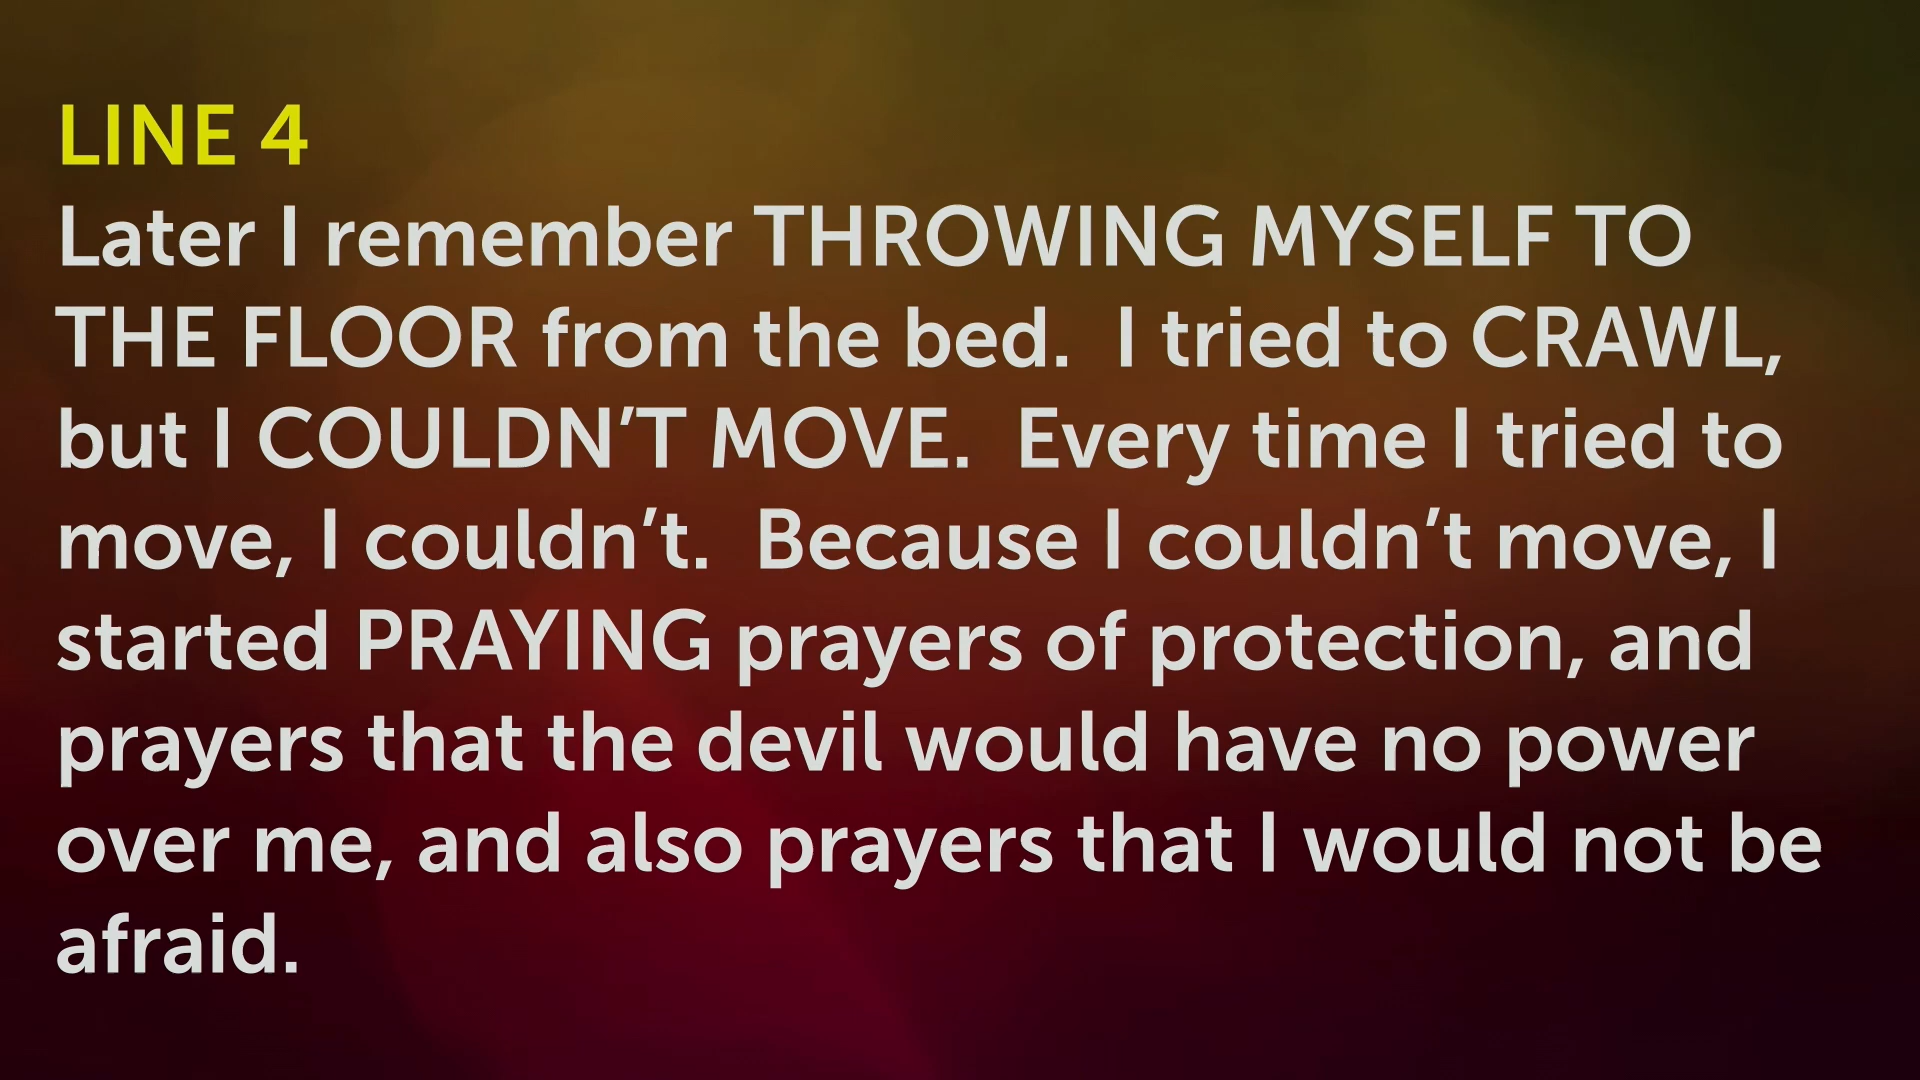 LINE 4
Later I remember THROWING MYSELF TO
THE FLOOR from the bed.  I tried to CRAWL,
but I COULDN’T MOVE.  Every time I tried to
move, I couldn’t.  Because I couldn’t move, I
started PRAYING prayers of protection, and
prayers that the devil would have no power
over me, and also prayers that I would not be
afraid.